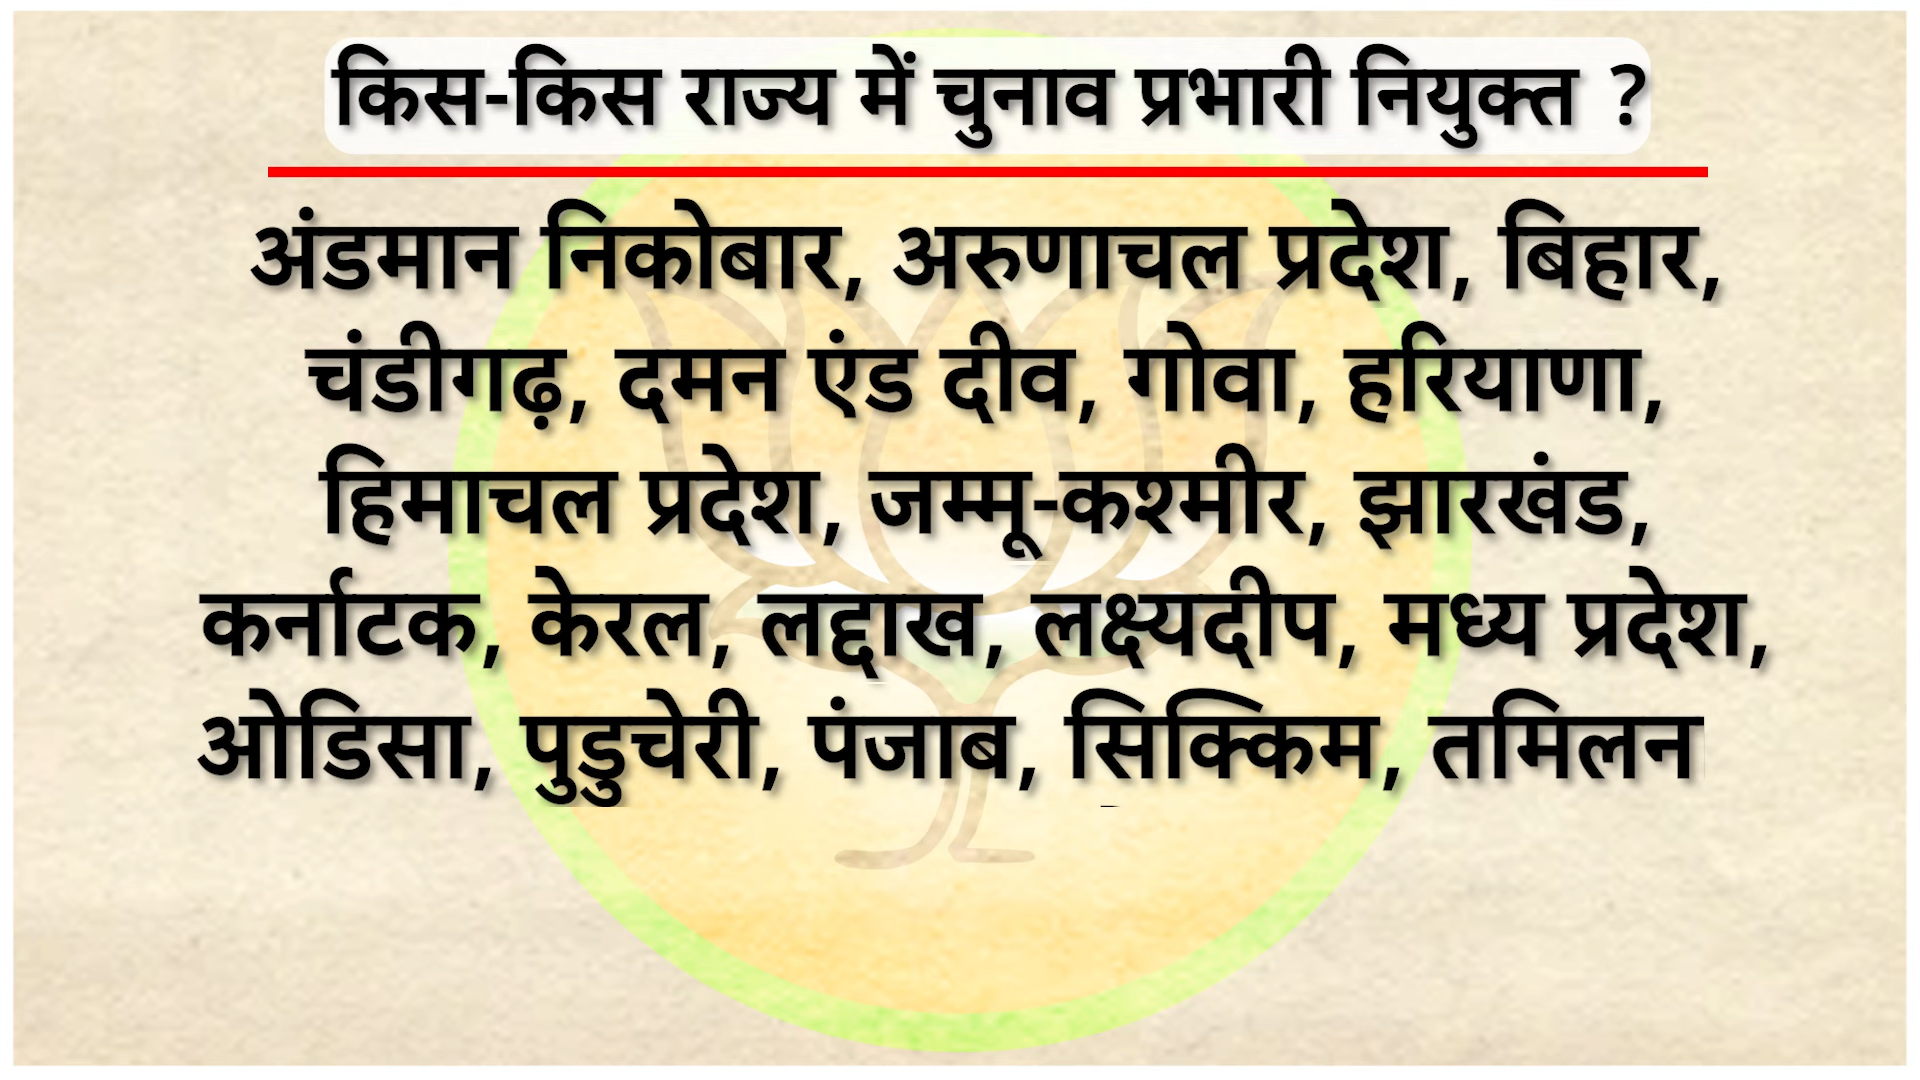 किस-किस राज्य में चुनाव प्रभारी नियुक्त ?
अंडमान निकोबार, अरुणाचल प्रदेश, बिहार,
चंडीगढ़, दमन एंड दीव, गोवा, हरियाणा,
हिमाचल प्रदेश, जम्मू-कश्मीर, झारखंड,
कर्नाटक, केरल, लद्दाख, लक्ष्यदीप, मध्य प्रदेश,
ओडिसा, पुडुचेरी, पंजाब, सिक्किम, तमिलन